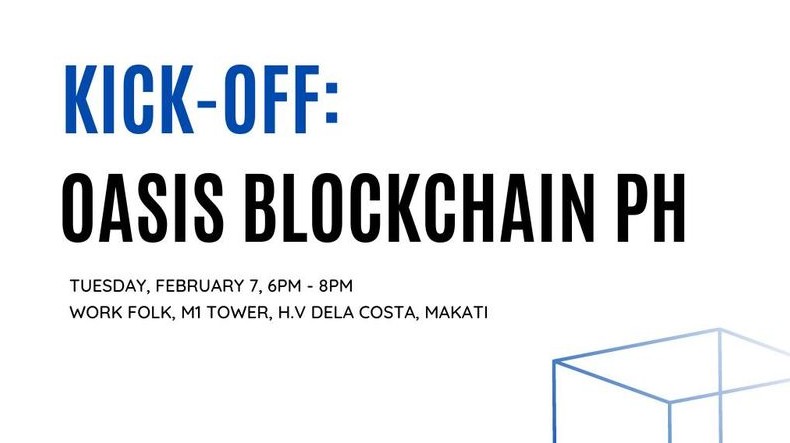 KICK-OFF:
OASIS BLOCKCHAIN PH
TUESDAY, FEBRUARY 7, 6PM - 8PM
WORK FOLK, M1 TOWER, H.V DELA COSTA, MAKATI